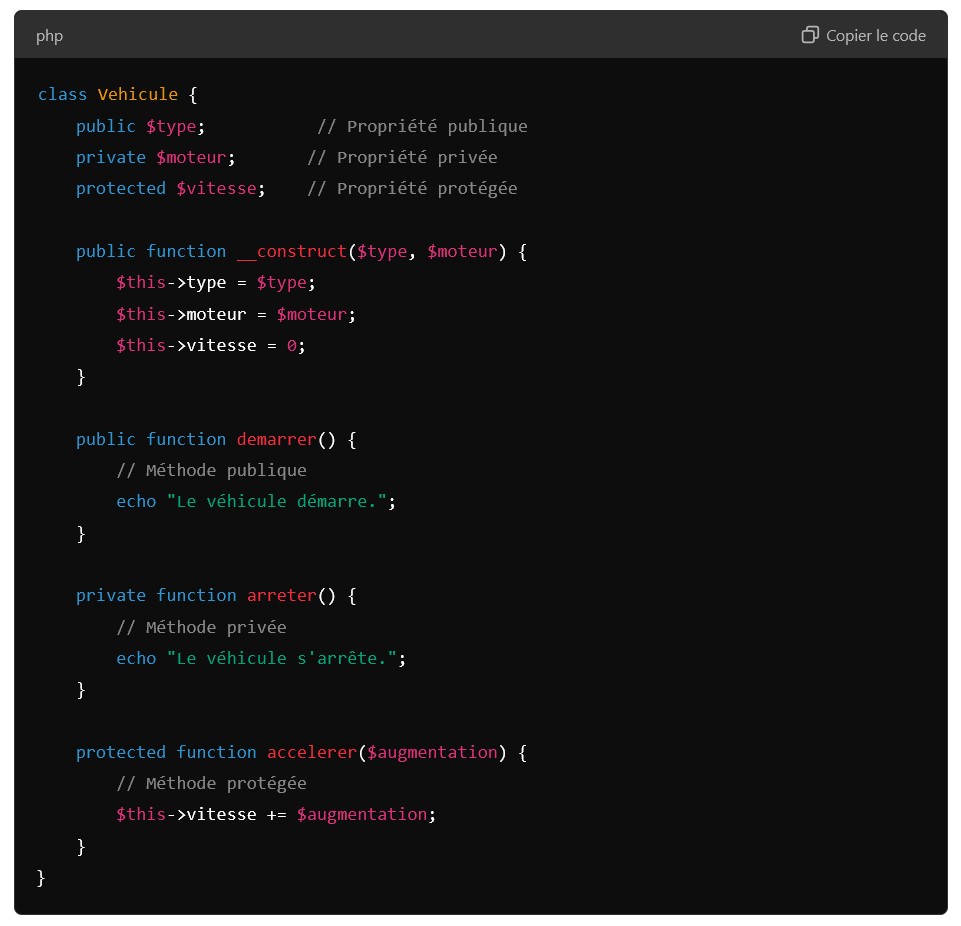 php
Copier le code
class Vehicule {
    public $type;           // Propriété publique
    private $moteur;       // Propriété privée
    protected $vitesse;    // Propriété protégée

    public function __construct($type, $moteur) {
        $this->type = $type;
        $this->moteur = $moteur;
        $this->vitesse = 0;
    }

    public function demarrer() {
        // Méthode publique
        echo "Le véhicule démarre.";
    }

    private function arreter() {
        // Méthode privée
        echo "Le véhicule s'arrête.";
    }

    protected function accelerer($augmentation) {
        // Méthode protégée
        $this->vitesse += $augmentation;
    }
}